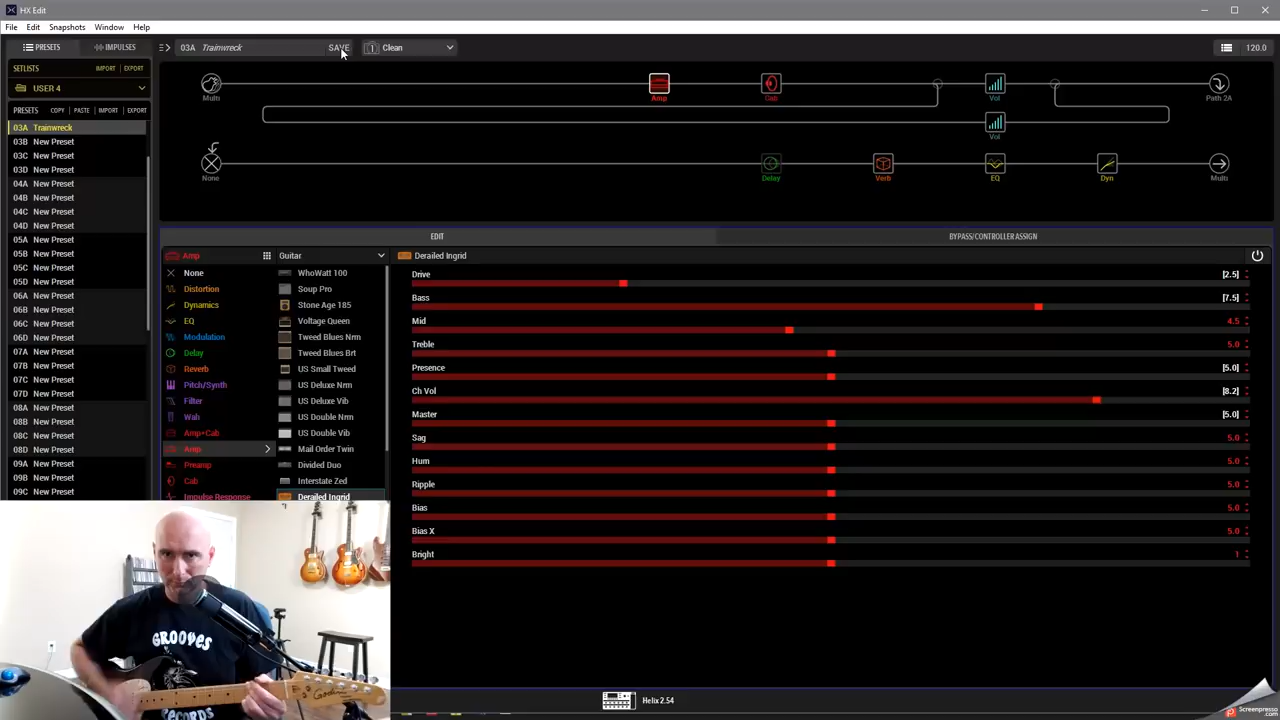 HX Edit
File Edit Snapshots Window Help
PRESETS IMPULSES
03A Trainwreck SAVE 1 Clean 120.0
SETLISTS IMPORT EXPORT
USER 4
PRESETS COPY PASTE IMPORT EXPORT
03A Trainwreck
03B New Preset
03C New Preset
03D New Preset
04A New Preset
04B New Preset
04C New Preset
04D New Preset
05A New Preset
05B New Preset
05C New Preset
05D New Preset
06A New Preset
06B New Preset
06C New Preset
06D New Preset
07A New Preset
07B New Preset
07C New Preset
07D New Preset
08A New Preset
08B New Preset
08C New Preset
08D New Preset
09A New Preset
09B New Preset
09C New Preset
Multi Amp Cab Vol Path 2A
Vol
None Delay Verb EQ Dyn Multi
EDIT BYPASS/CONTROLLER ASSIGN
Amp Guitar Derailed Ingrid
None
Distortion
Dynamics
EQ
Modulation
Delay
Reverb
Pitch/Synth
Filter
Wah
Amp+Cab
Amp
Preamp
Cab
Impulse Response
WhoWatt 100
Soup Pro
Stone Age 185
Voltage Queen
Tweed Blues Nrm
Tweed Blues Brt
US Small Tweed
US Deluxe Nrm
US Deluxe Vib
US Double Nrm
US Double Vib
Mail Order Twin
Divided Duo
Interstate Zed
Derailed Ingrid
Drive [2.5]
Bass [7.5]
Mid 4.5
Treble 5.0
Presence [5.0]
Ch Vol [8.2]
Master [5.0]
Sag 5.0
Hum 5.0
Ripple 5.0
Bias 5.0
Bias X 5.0
Bright 1
GROOVES
RECORDS
Godin
Helix 2.54
Screenpresso
.com